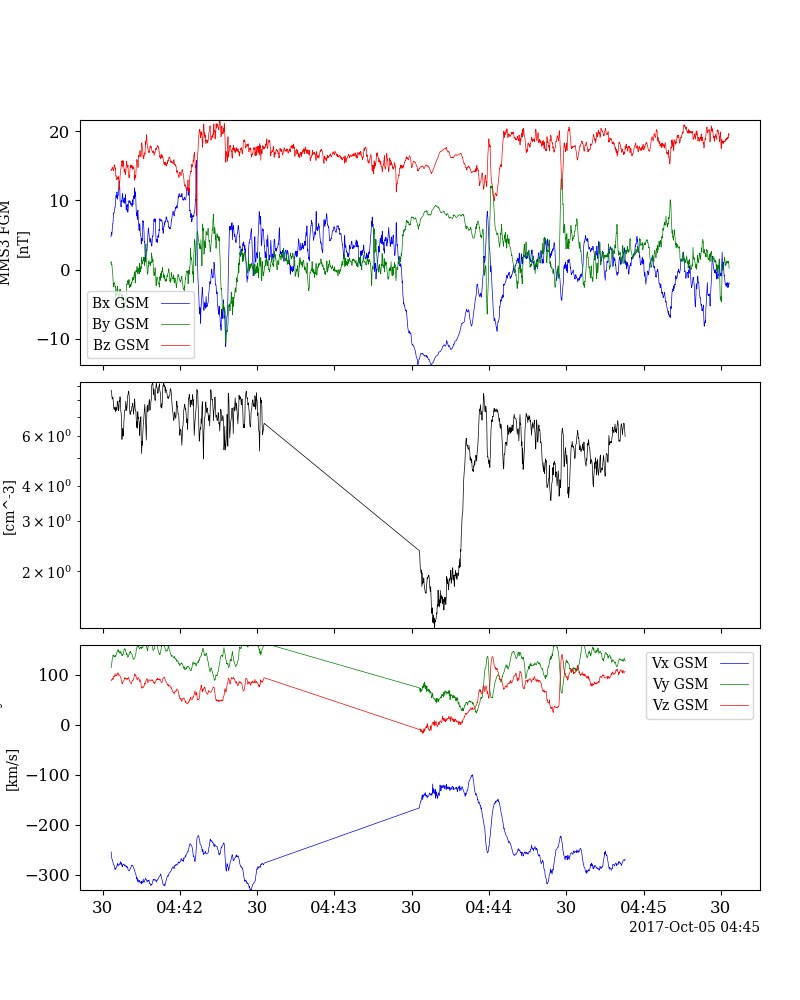 20
10
0
−10
MMS3 FGM
[nT]
Bx GSM
By GSM
Bz GSM
6 × 10⁰
4 × 10⁰
3 × 10⁰
2 × 10⁰
[cm^-3]
100
0
−100
−200
−300
[km/s]
Vx GSM
Vy GSM
Vz GSM
30 04:42 30 04:43 30 04:44 30 04:45 30
2017-Oct-05 04:45